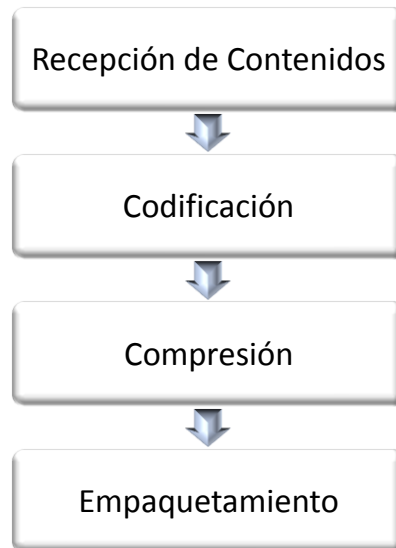 Recepción de Contenidos
Codificación
Compresión
Empaquetamiento